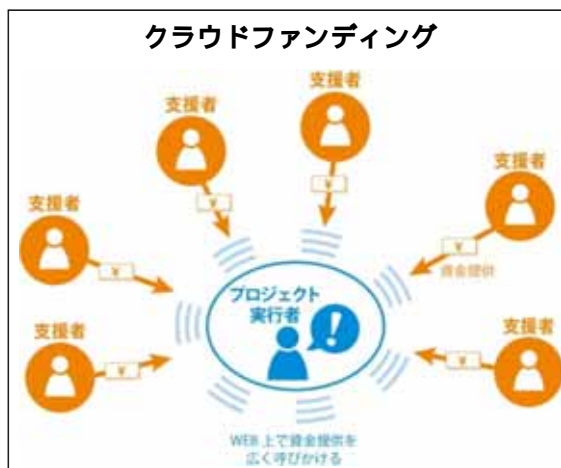 クラウドファンディング
支援者
支援者
支援者
支援者
支援者
支援者
¥
¥
¥
¥
¥
¥
資金提供
プロジェクト
実行者
!
WEB上で資金提供を
広く呼びかける